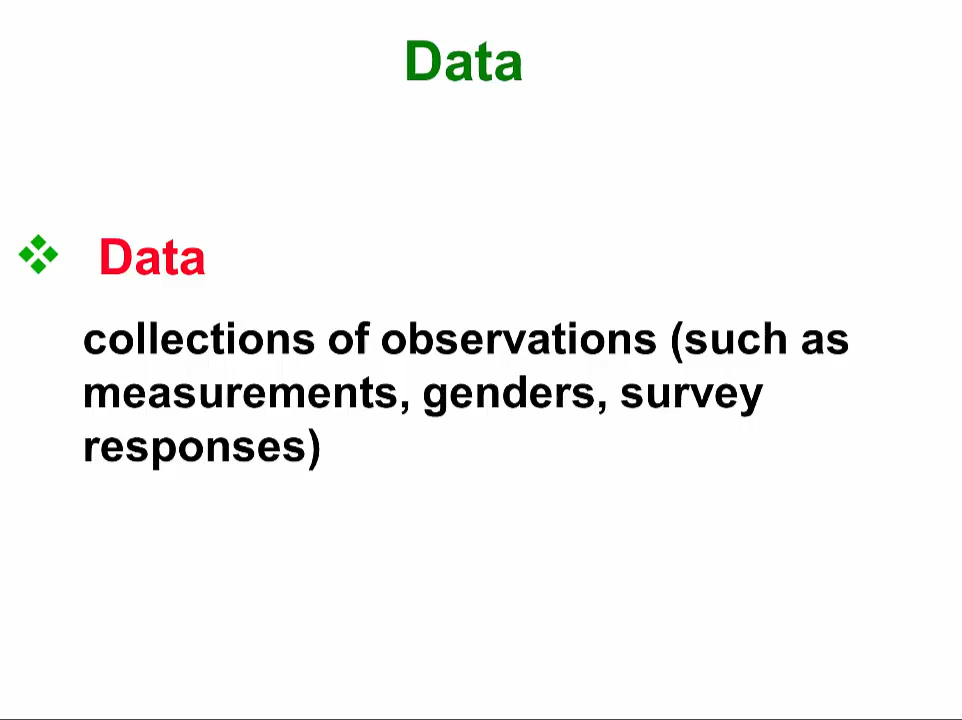 Data
Data
collections of observations (such as
measurements, genders, survey
responses)